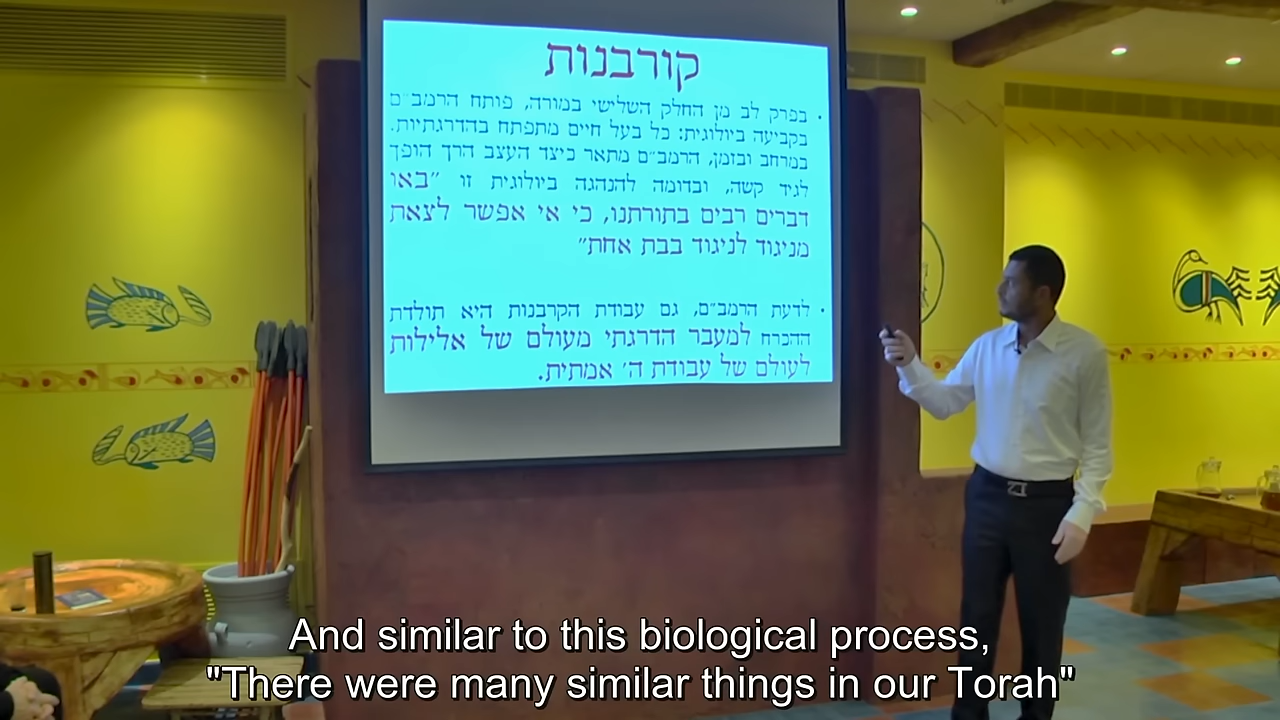 קורבנות
• בפרק לב מן החלק השלישי במורה, פותח הרמב״ם
בקביעה ביולוגית: כל בעל חיים מתפתח בהדרגתיות.
במרחב ובזמן, הרמב״ם מתאר כיצד העצב הרך הופך
לגיד קשה, ובדומה להנהגה ביולוגית זו ״באו
דברים רבים בתורתנו, כי אי אפשר לצאת
מניגוד לניגוד בבת אחת״
• לדעת הרמב״ם, גם עבודת הקרבנות היא תולדת
ההכרח למעבר הדרגתי מעולם של אלילות
לעולם של עבודת ה׳ אמתית.
And similar to this biological process,
"There were many similar things in our Torah"